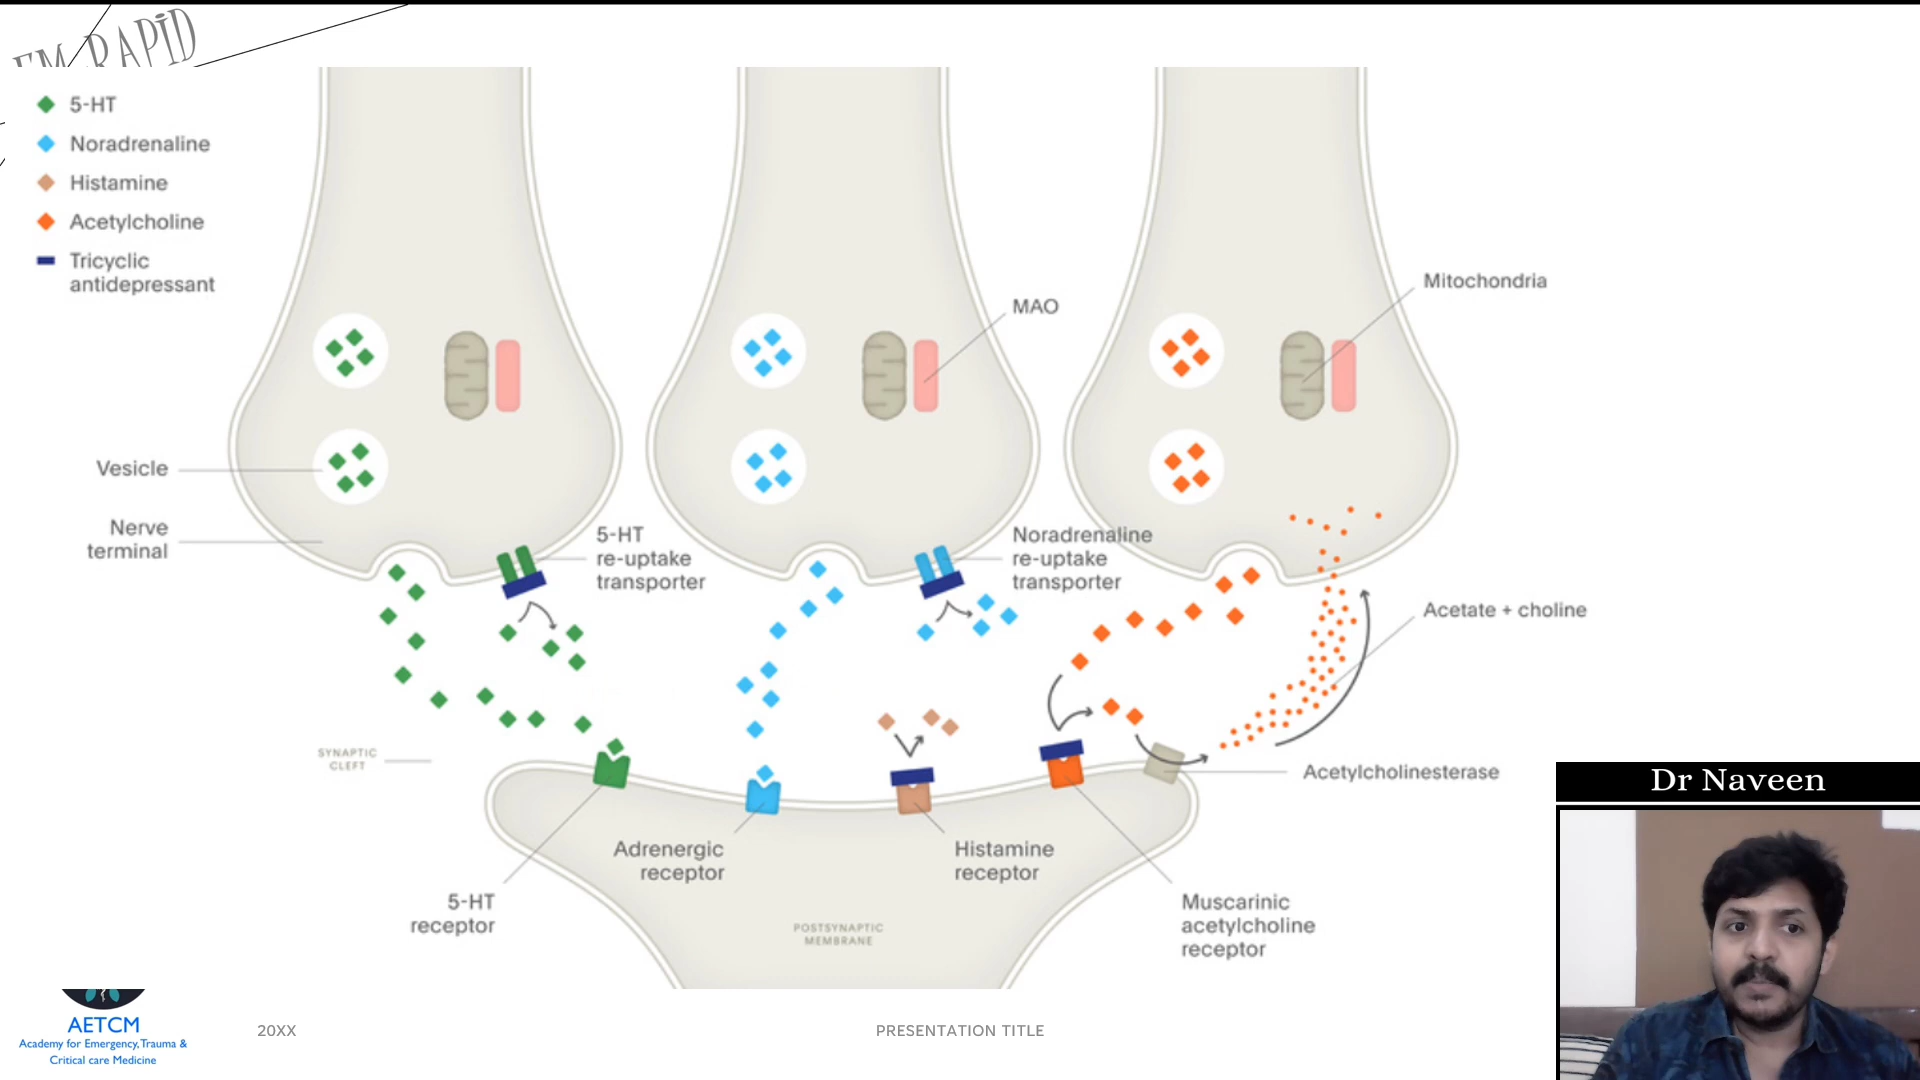 EM RAPiD
5-HT
Noradrenaline
Histamine
Acetylcholine
Tricyclic
antidepressant
MAO
Mitochondria
Vesicle
Nerve
terminal
5-HT
re-uptake
transporter
Noradrenaline
re-uptake
transporter
Acetate + choline
SYNAPTIC
CLEFT
Acetylcholinesterase
Adrenergic
receptor
Histamine
receptor
5-HT
receptor
Muscarinic
acetylcholine
receptor
POSTSYNAPTIC
MEMBRANE
Dr Naveen
AETCM
Academy for Emergency,Trauma &
Critical care Medicine
20XX
PRESENTATION TITLE